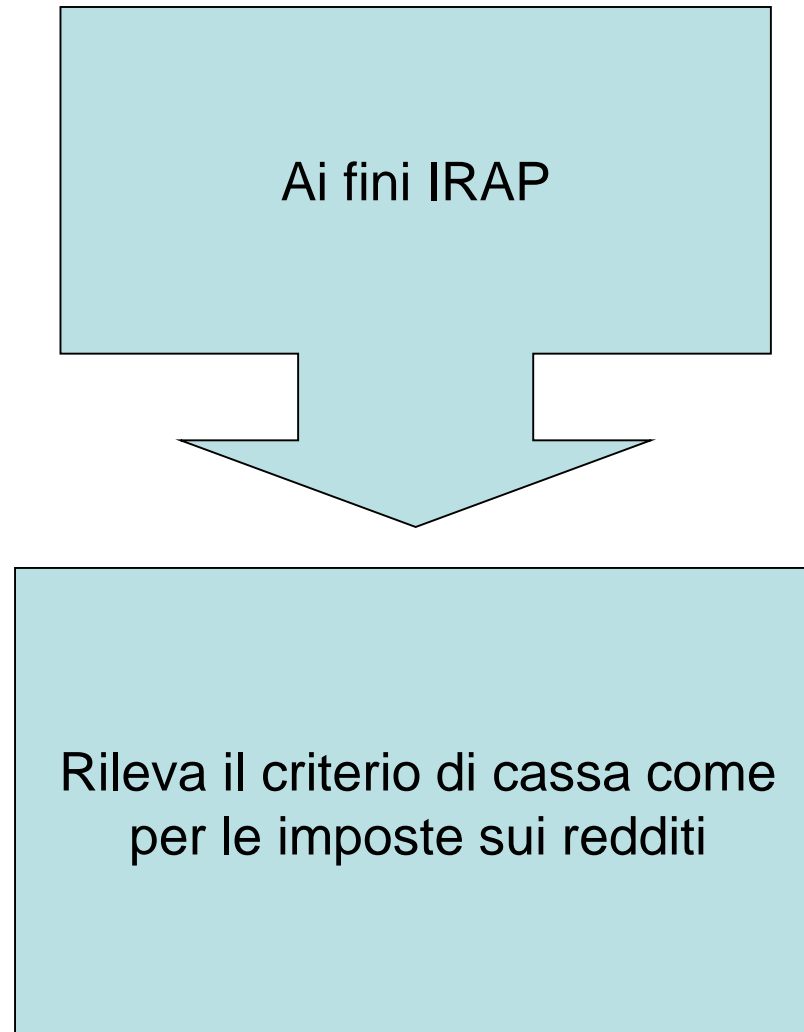 Ai fini IRAP
Rileva il criterio di cassa come
per le imposte sui redditi